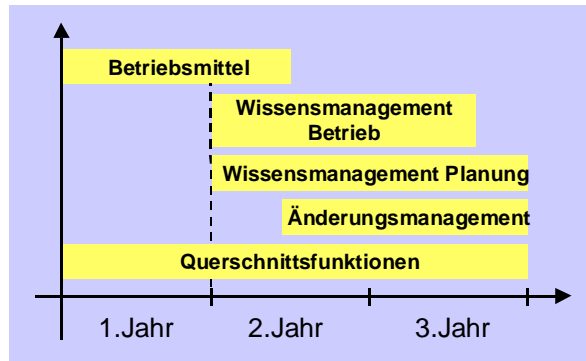 Betriebsmittel
Wissensmanagement
Betrieb
Wissensmanagement Planung
Änderungsmanagement
Querschnittsfunktionen
1.Jahr 2.Jahr 3.Jahr